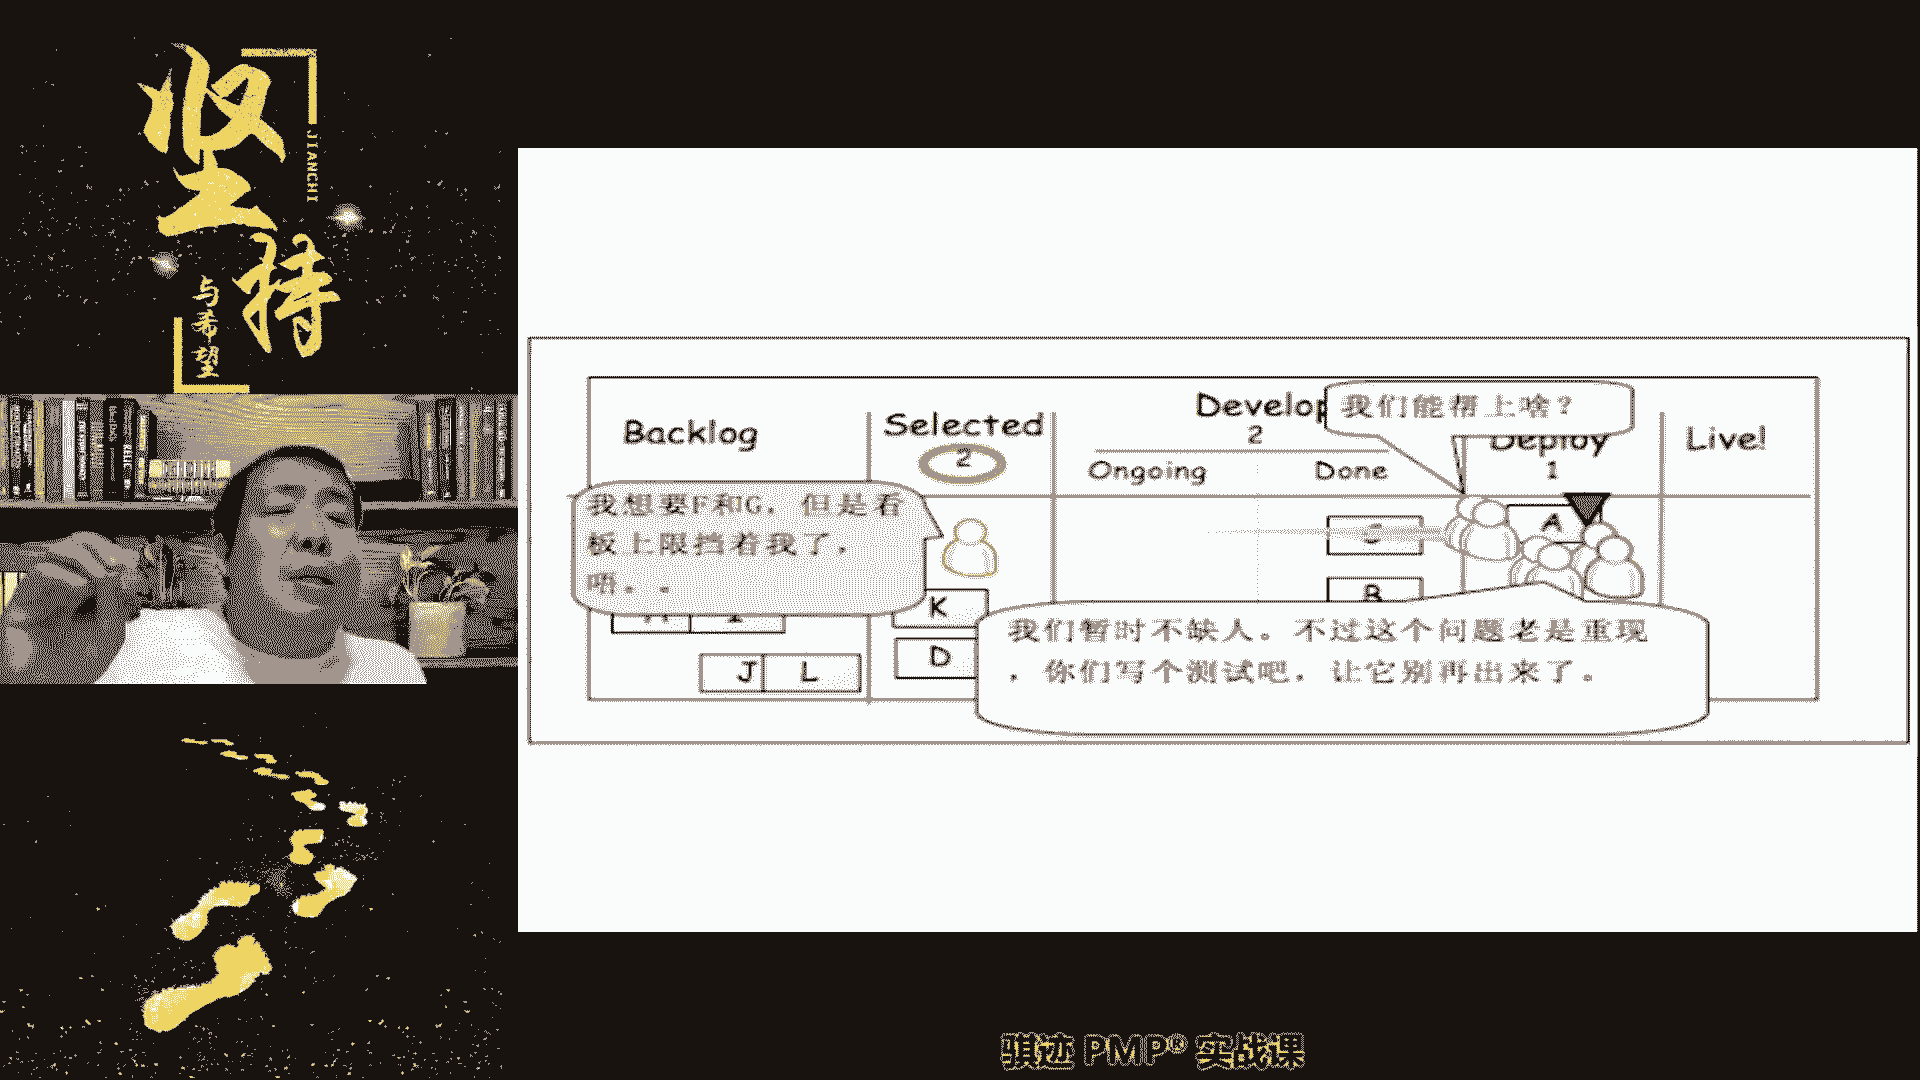 坚持
JIANCHI
与希望
Backlog
Selected
2
Develop
2
Ongoing
Done
我们能帮上啥?
Deploy
1
Live!
我想要F和G, 但是看
板上限挡着我了,
唔. .
A
B
K
D
J
L
我们暂时不缺人。不过这个问题老是重现
, 你们写个测试吧, 让它别再出来了。
骐迹 PMP® 实战课